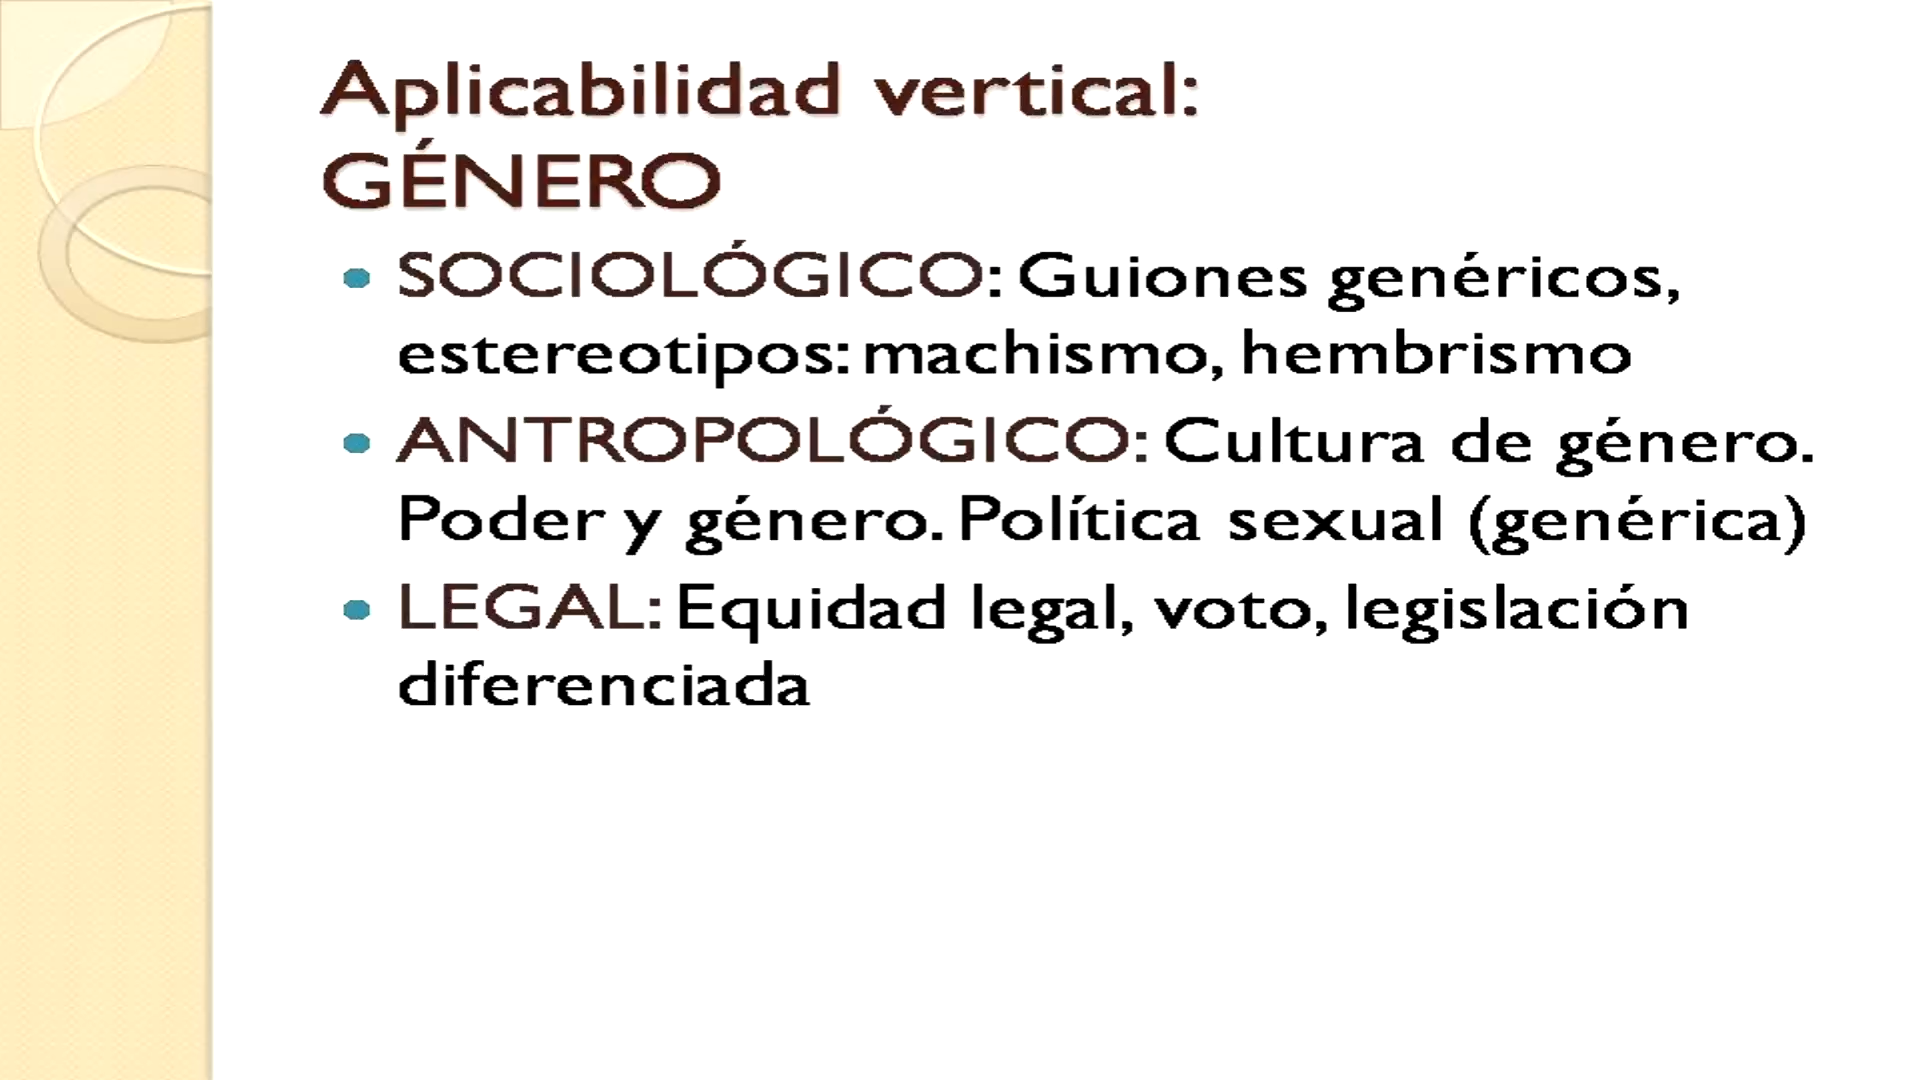 Aplicabilidad vertical:
GÉNERO
• SOCIOLÓGICO: Guiones genéricos,
estereotipos: machismo, hembrismo
• ANTROPOLÓGICO: Cultura de género.
Poder y género. Política sexual (genérica)
• LEGAL: Equidad legal, voto, legislación
diferenciada